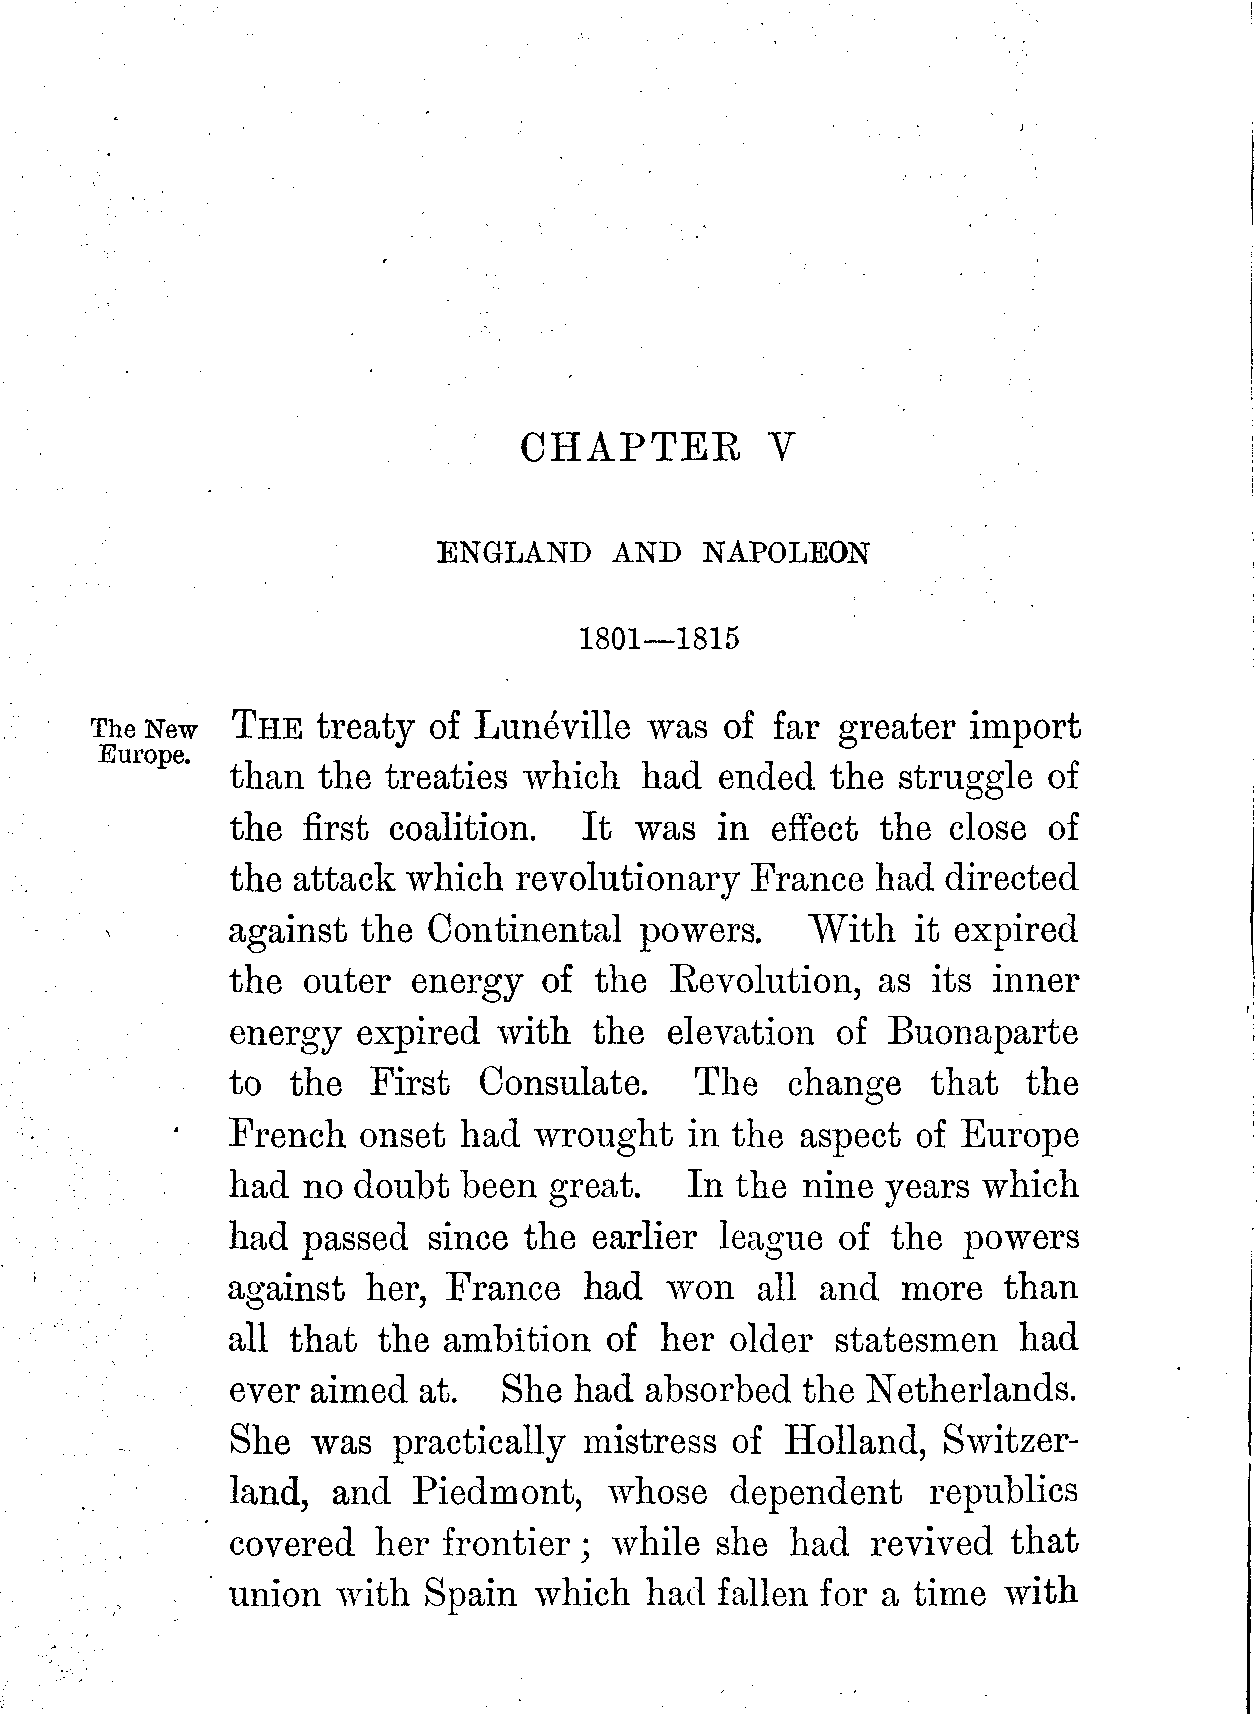 CHAPTER V
ENGLAND AND NAPOLEON
1801—1815
The New
Europe.
THE treaty of Lunéville was of far greater import
than the treaties which had ended the struggle of
the first coalition. It was in effect the close of
the attack which revolutionary France had directed
against the Continental powers. With it expired
the outer energy of the Revolution, as its inner
energy expired with the elevation of Buonaparte
to the First Consulate. The change that the
French onset had wrought in the aspect of Europe
had no doubt been great. In the nine years which
had passed since the earlier league of the powers
against her, France had won all and more than
all that the ambition of her older statesmen had
ever aimed at. She had absorbed the Netherlands.
She was practically mistress of Holland, Switzer-
land, and Piedmont, whose dependent republics
covered her frontier; while she had revived that
union with Spain which had fallen for a time with